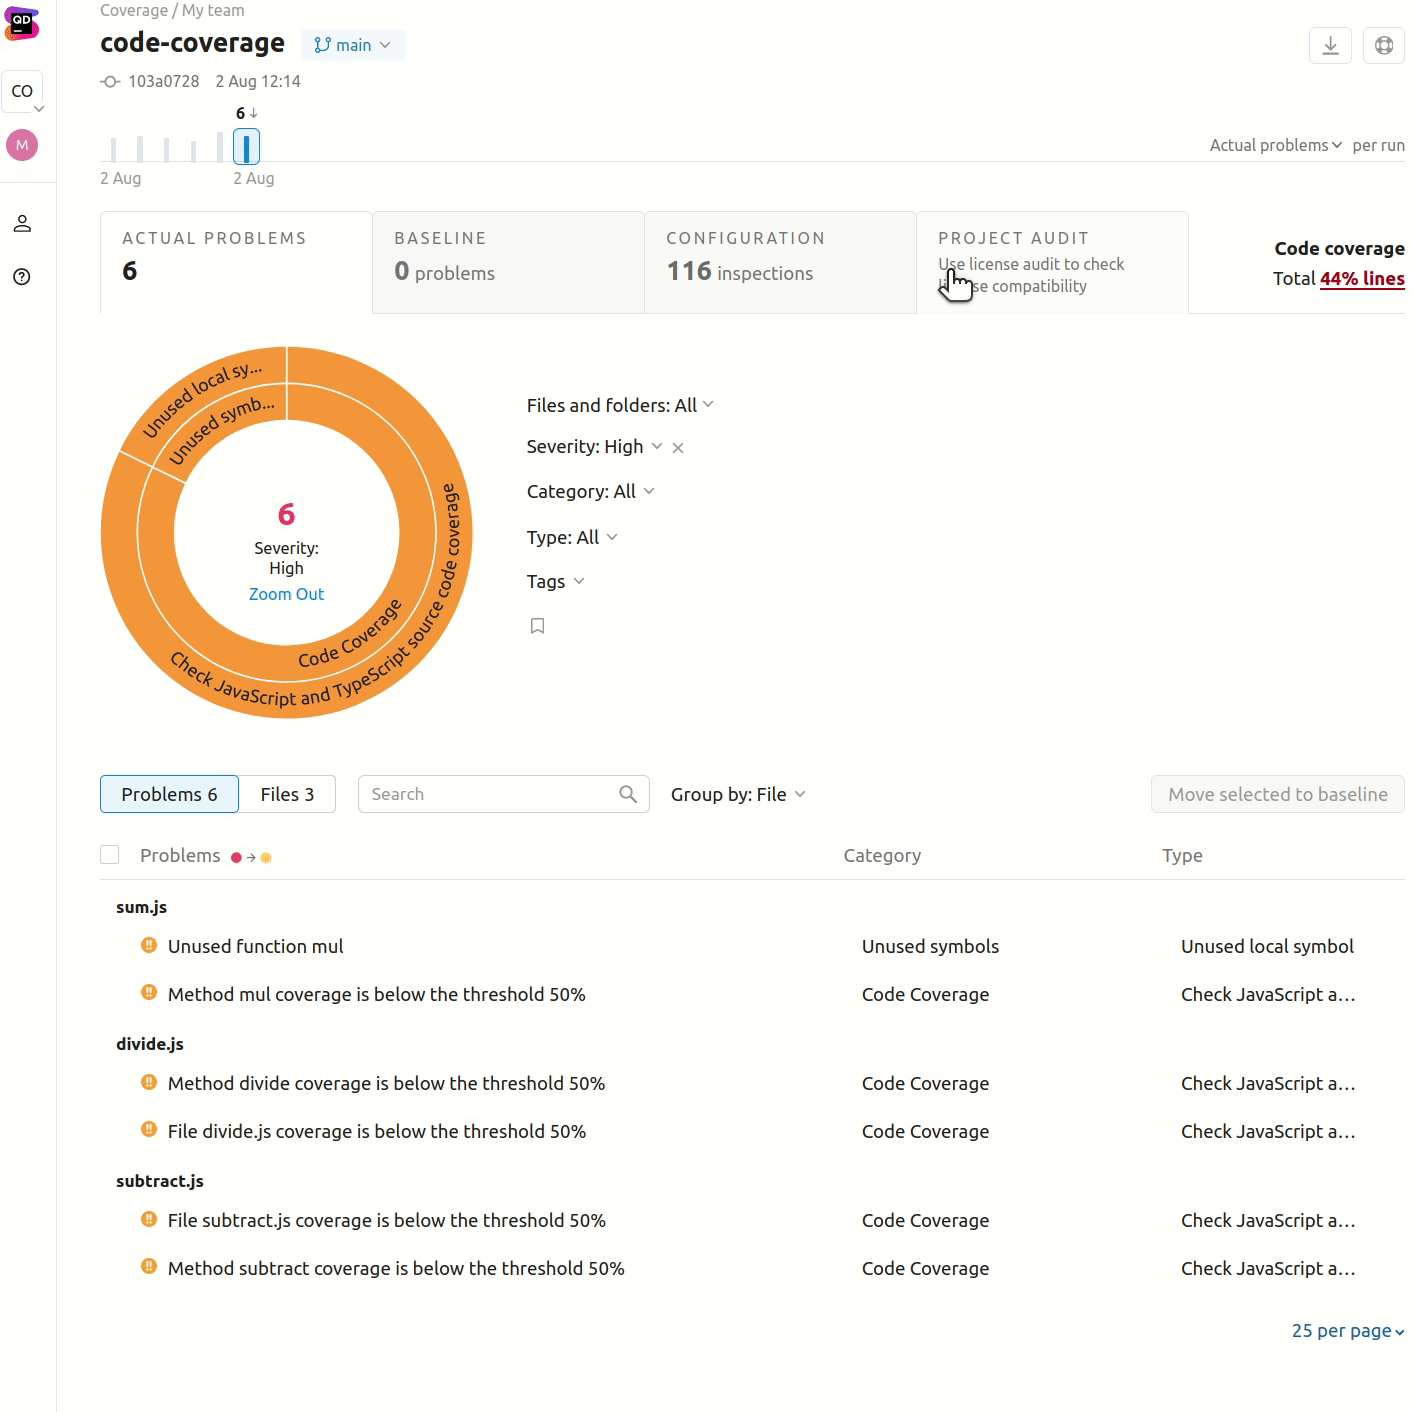 QD
Coverage / My team
code-coverage
main
103a0728 2 Aug 12:14
CO
M
6
Actual problems per run
2 Aug 2 Aug
ACTUAL PROBLEMS
6
BASELINE
0 problems
CONFIGURATION
116 inspections
PROJECT AUDIT
Use license audit to check
se compatibility
Code coverage
Total 44% lines
Unused local sy...
Unused symb...
6
Severity:
High
Zoom Out
Code Coverage
Check JavaScript and TypeScript source code coverage
Files and folders: All
Severity: High
Category: All
Type: All
Tags
Problems 6 Files 3 Search Group by: File Move selected to baseline
Problems Category Type
sum.js
Unused function mul Unused symbols Unused local symbol
Method mul coverage is below the threshold 50% Code Coverage Check JavaScript a...
divide.js
Method divide coverage is below the threshold 50% Code Coverage Check JavaScript a...
File divide.js coverage is below the threshold 50% Code Coverage Check JavaScript a...
subtract.js
File subtract.js coverage is below the threshold 50% Code Coverage Check JavaScript a...
Method subtract coverage is below the threshold 50% Code Coverage Check JavaScript a...
25 per page